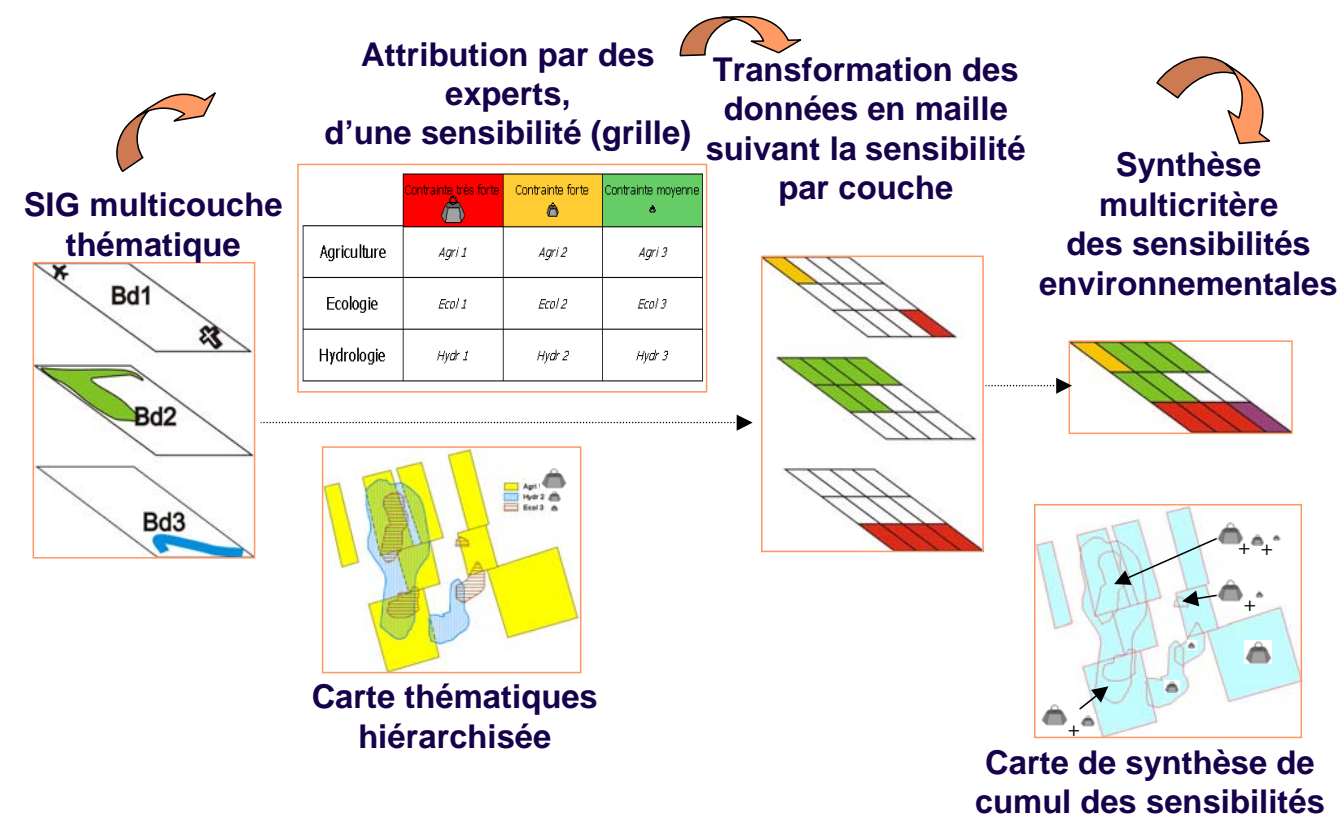 Attribution par des
experts,
d’une sensibilité (grille)
Transformation des
données en maille
suivant la sensibilité
par couche
Synthèse
multicritère
des sensibilités
environnementales
SIG multicouche
thématique
Bd1
Bd2
Bd3
Contrainte très forte Contrainte forte Contrainte moyenne
Agriculture Agri 1 Agri 2 Agri 3
Ecologie Ecol 1 Ecol 2 Ecol 3
Hydrologie Hydr 1 Hydr 2 Hydr 3
Agri 1
Hydr 2
Ecol 3
Carte thématiques
hiérarchisée
+ +
+
+
Carte de synthèse de
cumul des sensibilités